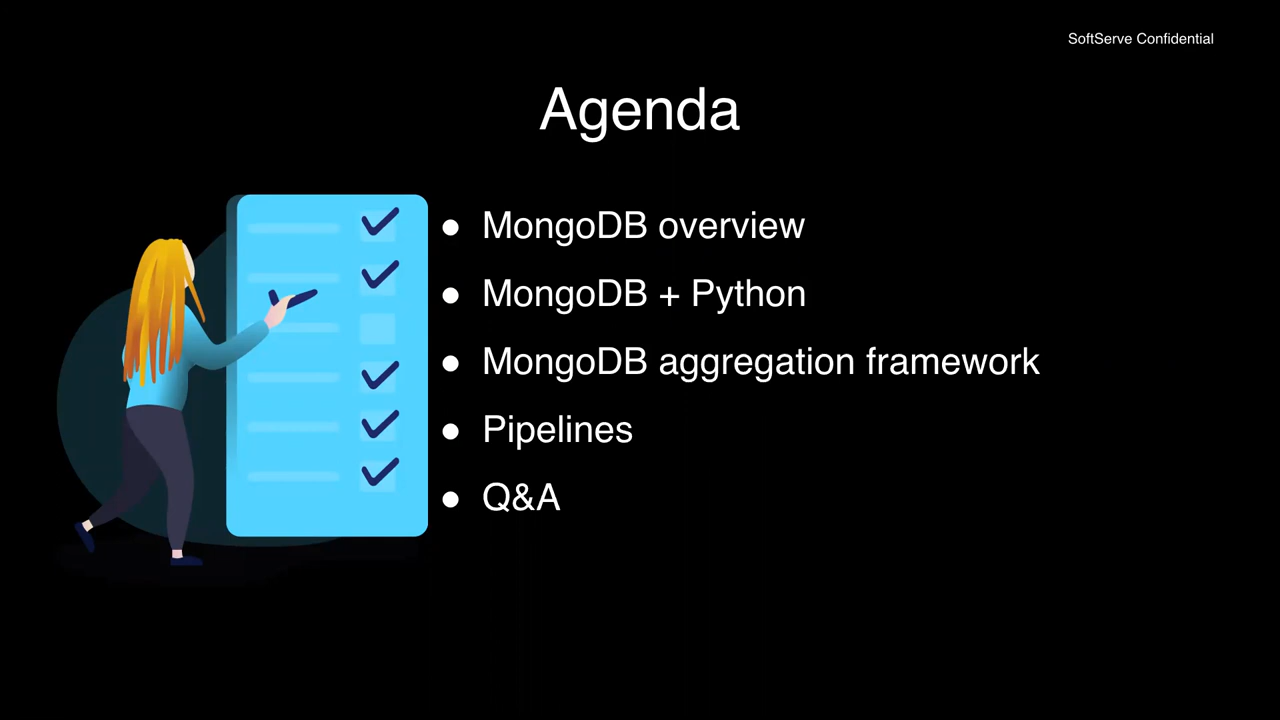 SoftServe Confidential
Agenda
● MongoDB overview
● MongoDB + Python
● MongoDB aggregation framework
● Pipelines
● Q&A